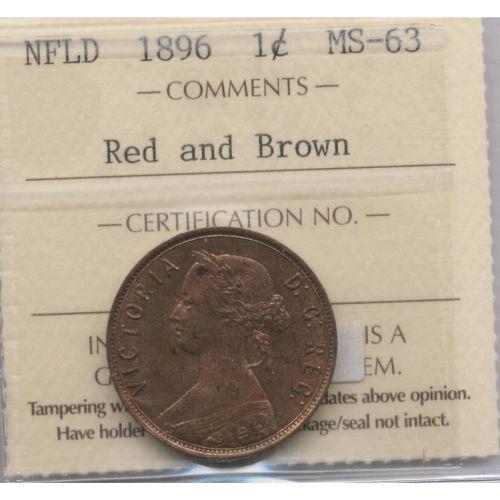 NFLD 1896 1¢ MS-63
— COMMENTS —
Red and Brown
— CERTIFICATION NO. —
VICTORIA D. G. REG.
IS A
EM.
Tampering dates above opinion.
Have holder seal not intact.